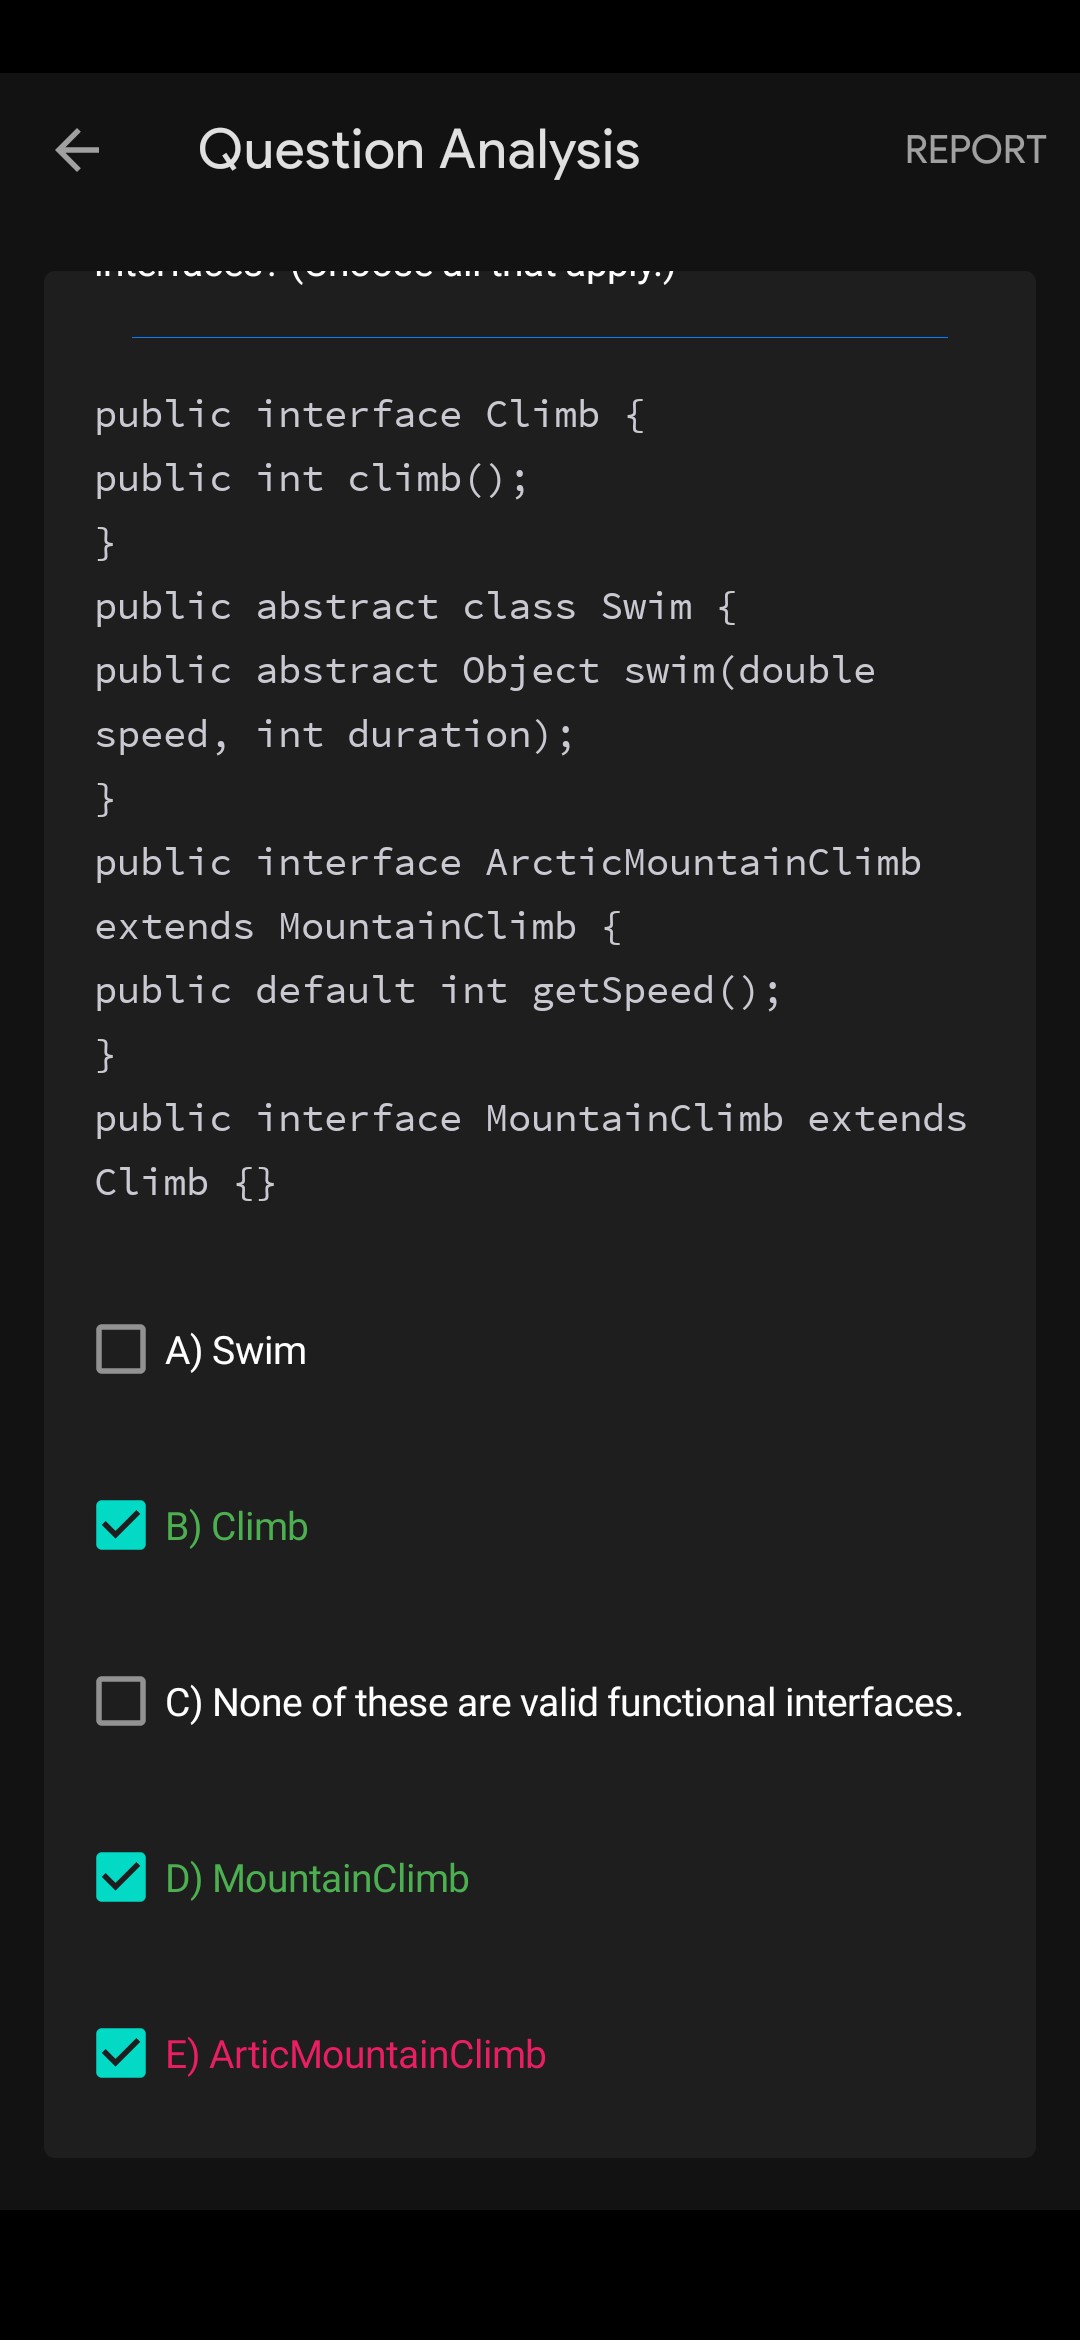 Question Analysis
REPORT
interfaces? (Choose all that apply.)
public interface Climb {
public int climb();
}
public abstract class Swim {
public abstract Object swim(double
speed, int duration);
}
public interface ArcticMountainClimb
extends MountainClimb {
public default int getSpeed();
}
public interface MountainClimb extends
Climb {}
A) Swim
B) Climb
C) None of these are valid functional interfaces.
D) MountainClimb
E) ArticMountainClimb